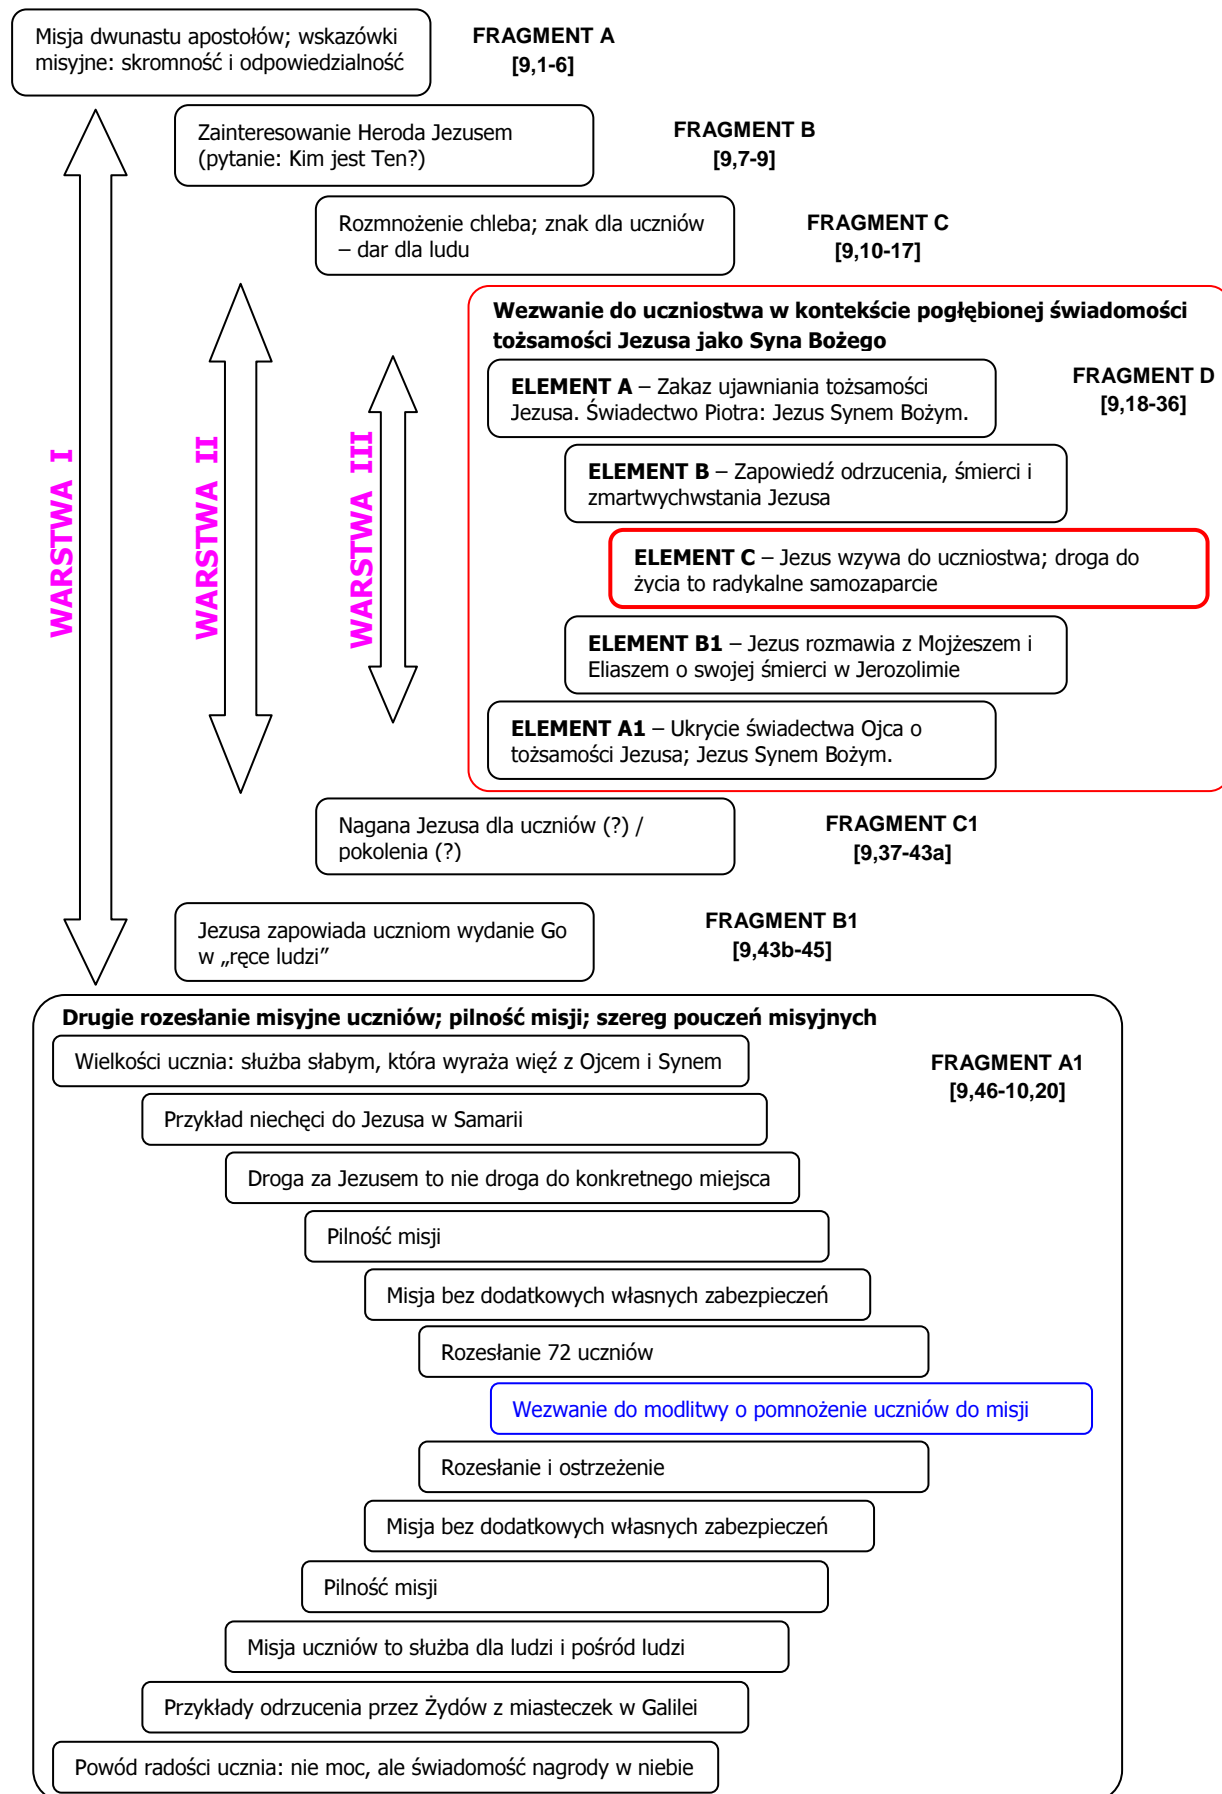 Misja dwunastu apostołów; wskazówki
misyjne: skromność i odpowiedzialność
FRAGMENT A
[9,1-6]
Zainteresowanie Heroda Jezusem
(pytanie: Kim jest Ten?)
FRAGMENT B
[9,7-9]
Rozmnożenie chleba; znak dla uczniów
– dar dla ludu
FRAGMENT C
[9,10-17]
WARSTWA I
WARSTWA II
WARSTWA III
Wezwanie do uczniostwa w kontekście pogłębionej świadomości
tożsamości Jezusa jako Syna Bożego
FRAGMENT D
[9,18-36]
ELEMENT A – Zakaz ujawniania tożsamości
Jezusa. Świadectwo Piotra: Jezus Synem Bożym.
ELEMENT B – Zapowiedź odrzucenia, śmierci i
zmartwychwstania Jezusa
ELEMENT C – Jezus wzywa do uczniostwa; droga do
życia to radykalne samozaparcie
ELEMENT B1 – Jezus rozmawia z Mojżeszem i
Eliaszem o swojej śmierci w Jerozolimie
ELEMENT A1 – Ukrycie świadectwa Ojca o
tożsamości Jezusa; Jezus Synem Bożym.
Nagana Jezusa dla uczniów (?) /
pokolenia (?)
FRAGMENT C1
[9,37-43a]
Jezusa zapowiada uczniom wydanie Go
w „ręce ludzi”
FRAGMENT B1
[9,43b-45]
Drugie rozesłanie misyjne uczniów; pilność misji; szereg pouczeń misyjnych
Wielkości ucznia: służba słabym, która wyraża więź z Ojcem i Synem
FRAGMENT A1
[9,46-10,20]
Przykład niechęci do Jezusa w Samarii
Droga za Jezusem to nie droga do konkretnego miejsca
Pilność misji
Misja bez dodatkowych własnych zabezpieczeń
Rozesłanie 72 uczniów
Wezwanie do modlitwy o pomnożenie uczniów do misji
Rozesłanie i ostrzeżenie
Misja bez dodatkowych własnych zabezpieczeń
Pilność misji
Misja uczniów to służba dla ludzi i pośród ludzi
Przykłady odrzucenia przez Żydów z miasteczek w Galilei
Powód radości ucznia: nie moc, ale świadomość nagrody w niebie